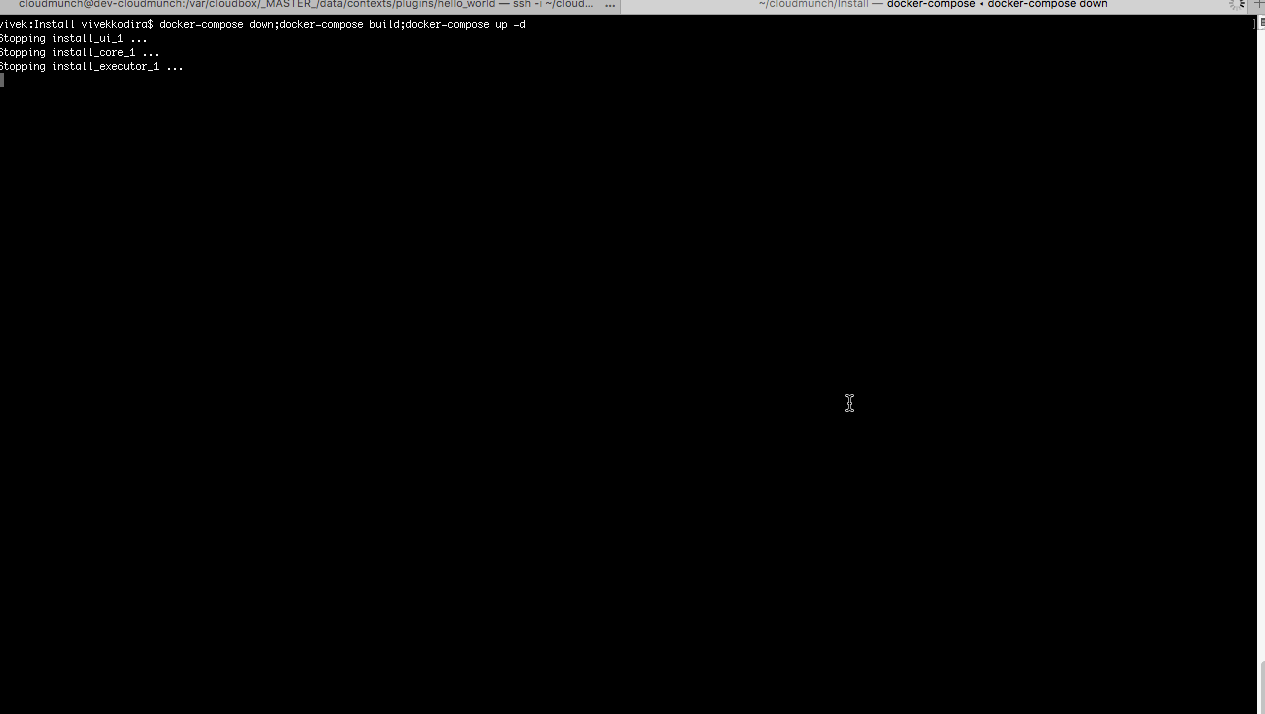 cloudmunch@dev-cloudmunch:/var/cloudbox/_MASTER_/data/contexts/plugins/hello_world — ssh -i ~/cloud... ...
~/cloudmunch/Install — docker-compose ◂ docker-compose down
vivek:Install vivekkodira$ docker-compose down;docker-compose build;docker-compose up -d
Stopping install_ui_1 ...
Stopping install_core_1 ...
Stopping install_executor_1 ...